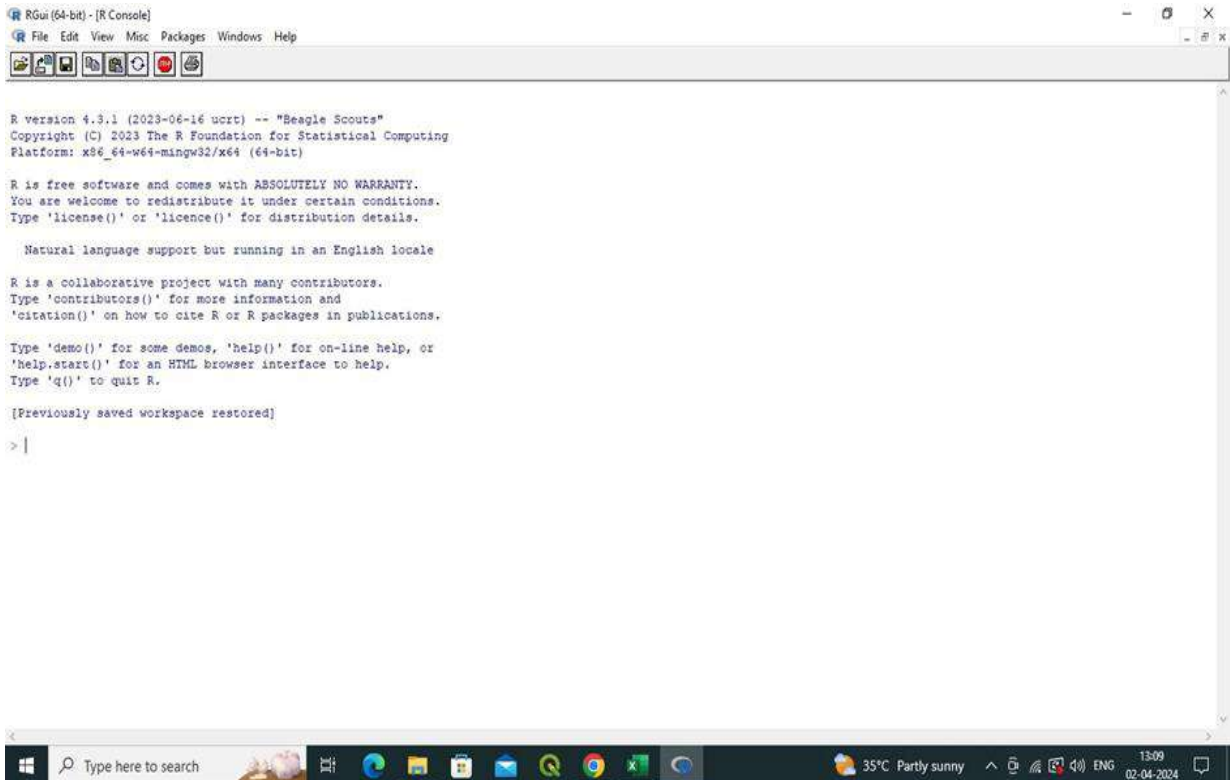 RGui (64-bit) - [R Console]
File Edit View Misc Packages Windows Help
R version 4.3.1 (2023-06-16 ucrt) -- "Beagle Scouts"
Copyright (C) 2023 The R Foundation for Statistical Computing
Platform: x86_64-w64-mingw32/x64 (64-bit)
R is free software and comes with ABSOLUTELY NO WARRANTY.
You are welcome to redistribute it under certain conditions.
Type 'license()' or 'licence()' for distribution details.
Natural language support but running in an English locale
R is a collaborative project with many contributors.
Type 'contributors()' for more information and
'citation()' on how to cite R or R packages in publications.
Type 'demo()' for some demos, 'help()' for on-line help, or
'help.start()' for an HTML browser interface to help.
Type 'q()' to quit R.
[Previously saved workspace restored]
>
Type here to search
35°C Partly sunny
ENG
13:09
02-04-2024